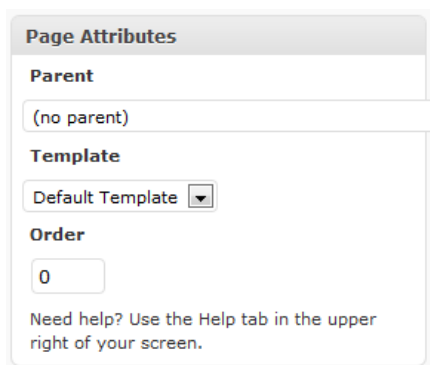 Page Attributes
Parent
(no parent)
Template
Default Template
Order
0
Need help? Use the Help tab in the upper
right of your screen.